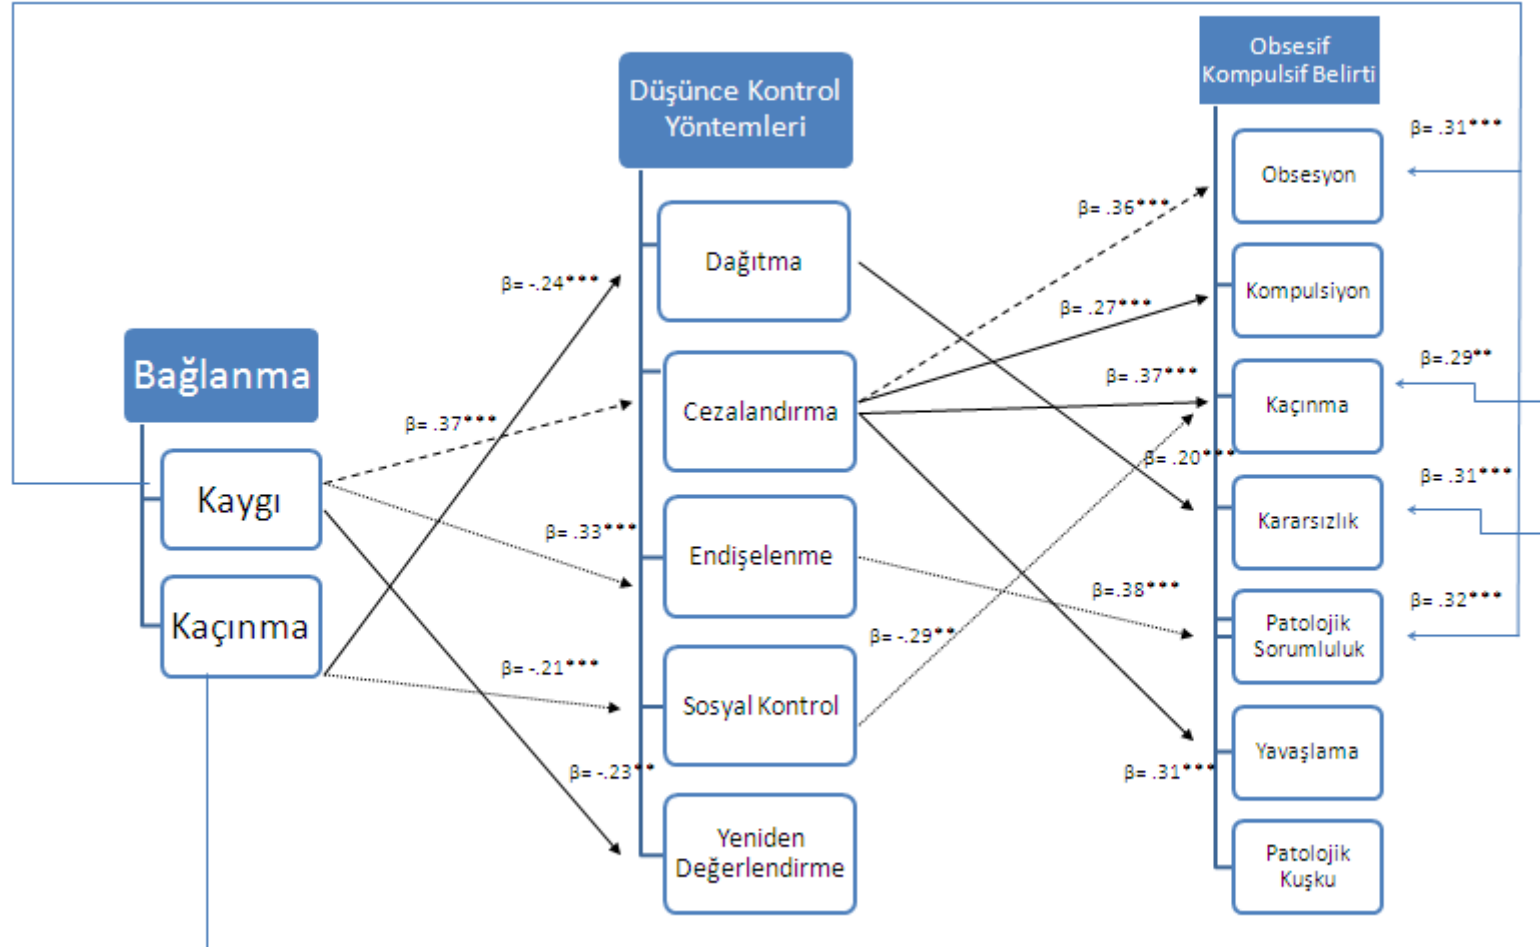 Bağlanma
Kaygı
Kaçınma
β= -.24***
β= .37***
β= .33***
β= -.21***
β= -.23**
Düşünce Kontrol
Yöntemleri
Dağıtma
Cezalandırma
Endişelenme
Sosyal Kontrol
Yeniden
Değerlendirme
β= .36***
β= .27***
β= .37***
β= .20***
β=.38***
β= -.29**
β= .31***
Obsesif
Kompulsif Belirti
Obsesyon
Kompulsiyon
Kaçınma
Kararsızlık
Patolojik
Sorumluluk
Yavaşlama
Patolojik
Kuşku
β= .31***
β=.29**
β= .31***
β= .32***